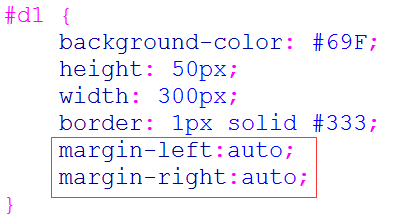 #d1 {
    background-color: #69F;
    height: 50px;
    width: 300px;
    border: 1px solid #333;
    margin-left:auto;
    margin-right:auto;
}